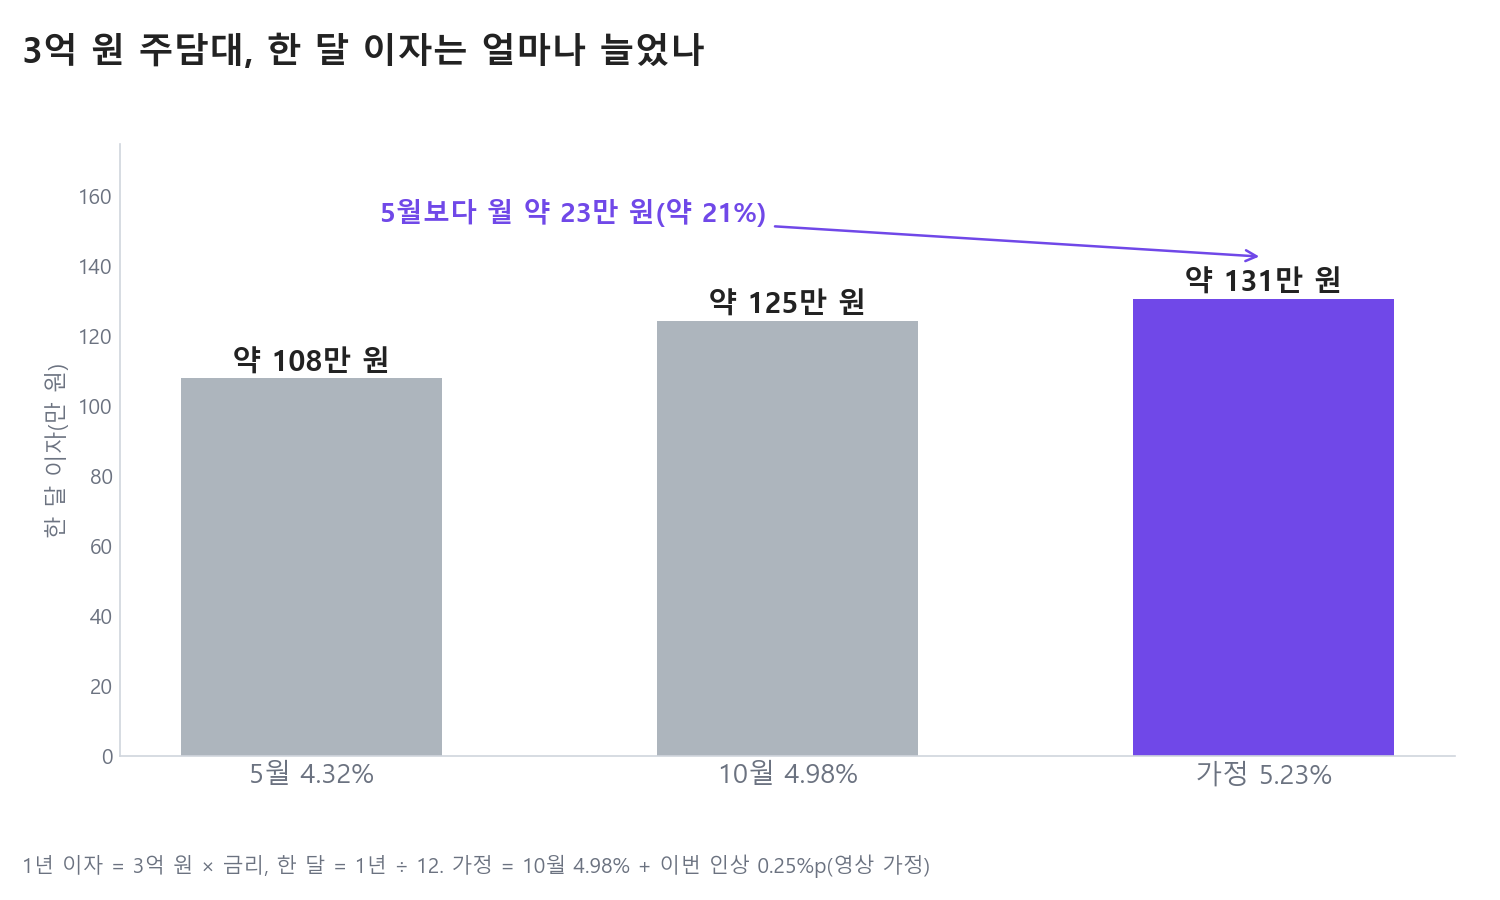 3억 원 주담대, 한 달 이자는 얼마나 늘었나
한 달 이자(만 원)
160
140
120
100
80
60
40
20
0
5월보다 월 약 23만 원(약 21%)
약 108만 원
약 125만 원
약 131만 원
5월 4.32%
10월 4.98%
가정 5.23%
1년 이자 = 3억 원 × 금리, 한 달 = 1년 ÷ 12. 가정 = 10월 4.98% + 이번 인상 0.25%p(영상 가정)